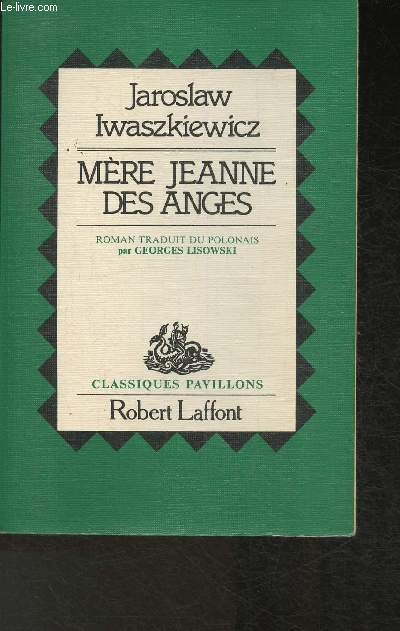 Le-livre.com
Jaroslaw
Iwaszkiewicz
MÈRE JEANNE
DES ANGES
ROMAN TRADUIT DU POLONAIS
par GEORGES LISOWSKI
CLASSIQUES PAVILLONS
Robert Laffont